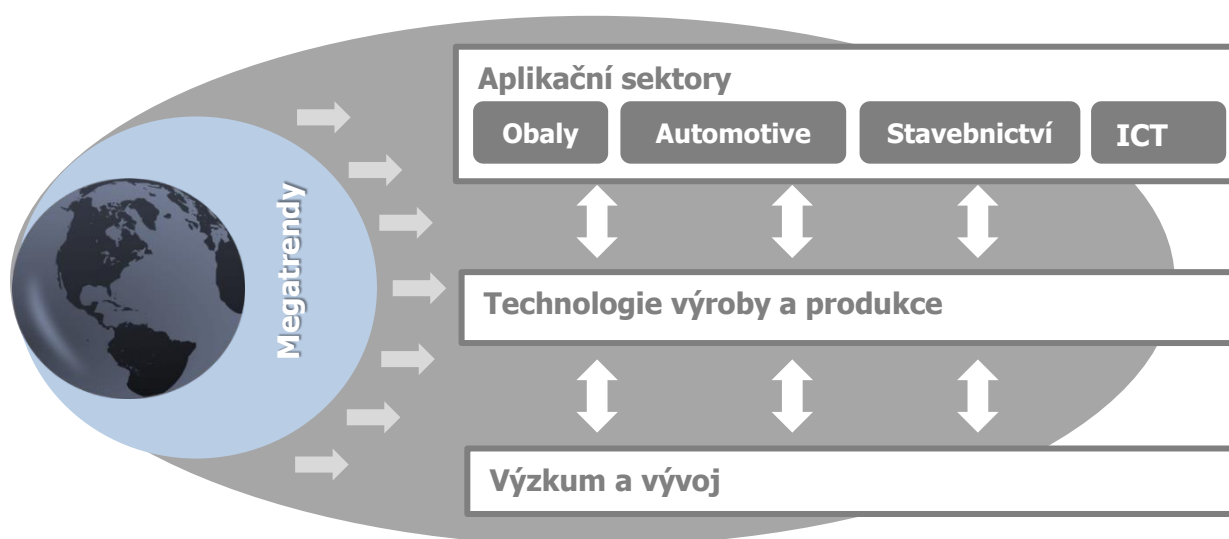 Aplikační sektory
Obaly
Automotive
Stavebnictví
ICT
Megatrendy
Technologie výroby a produkce
Výzkum a vývoj